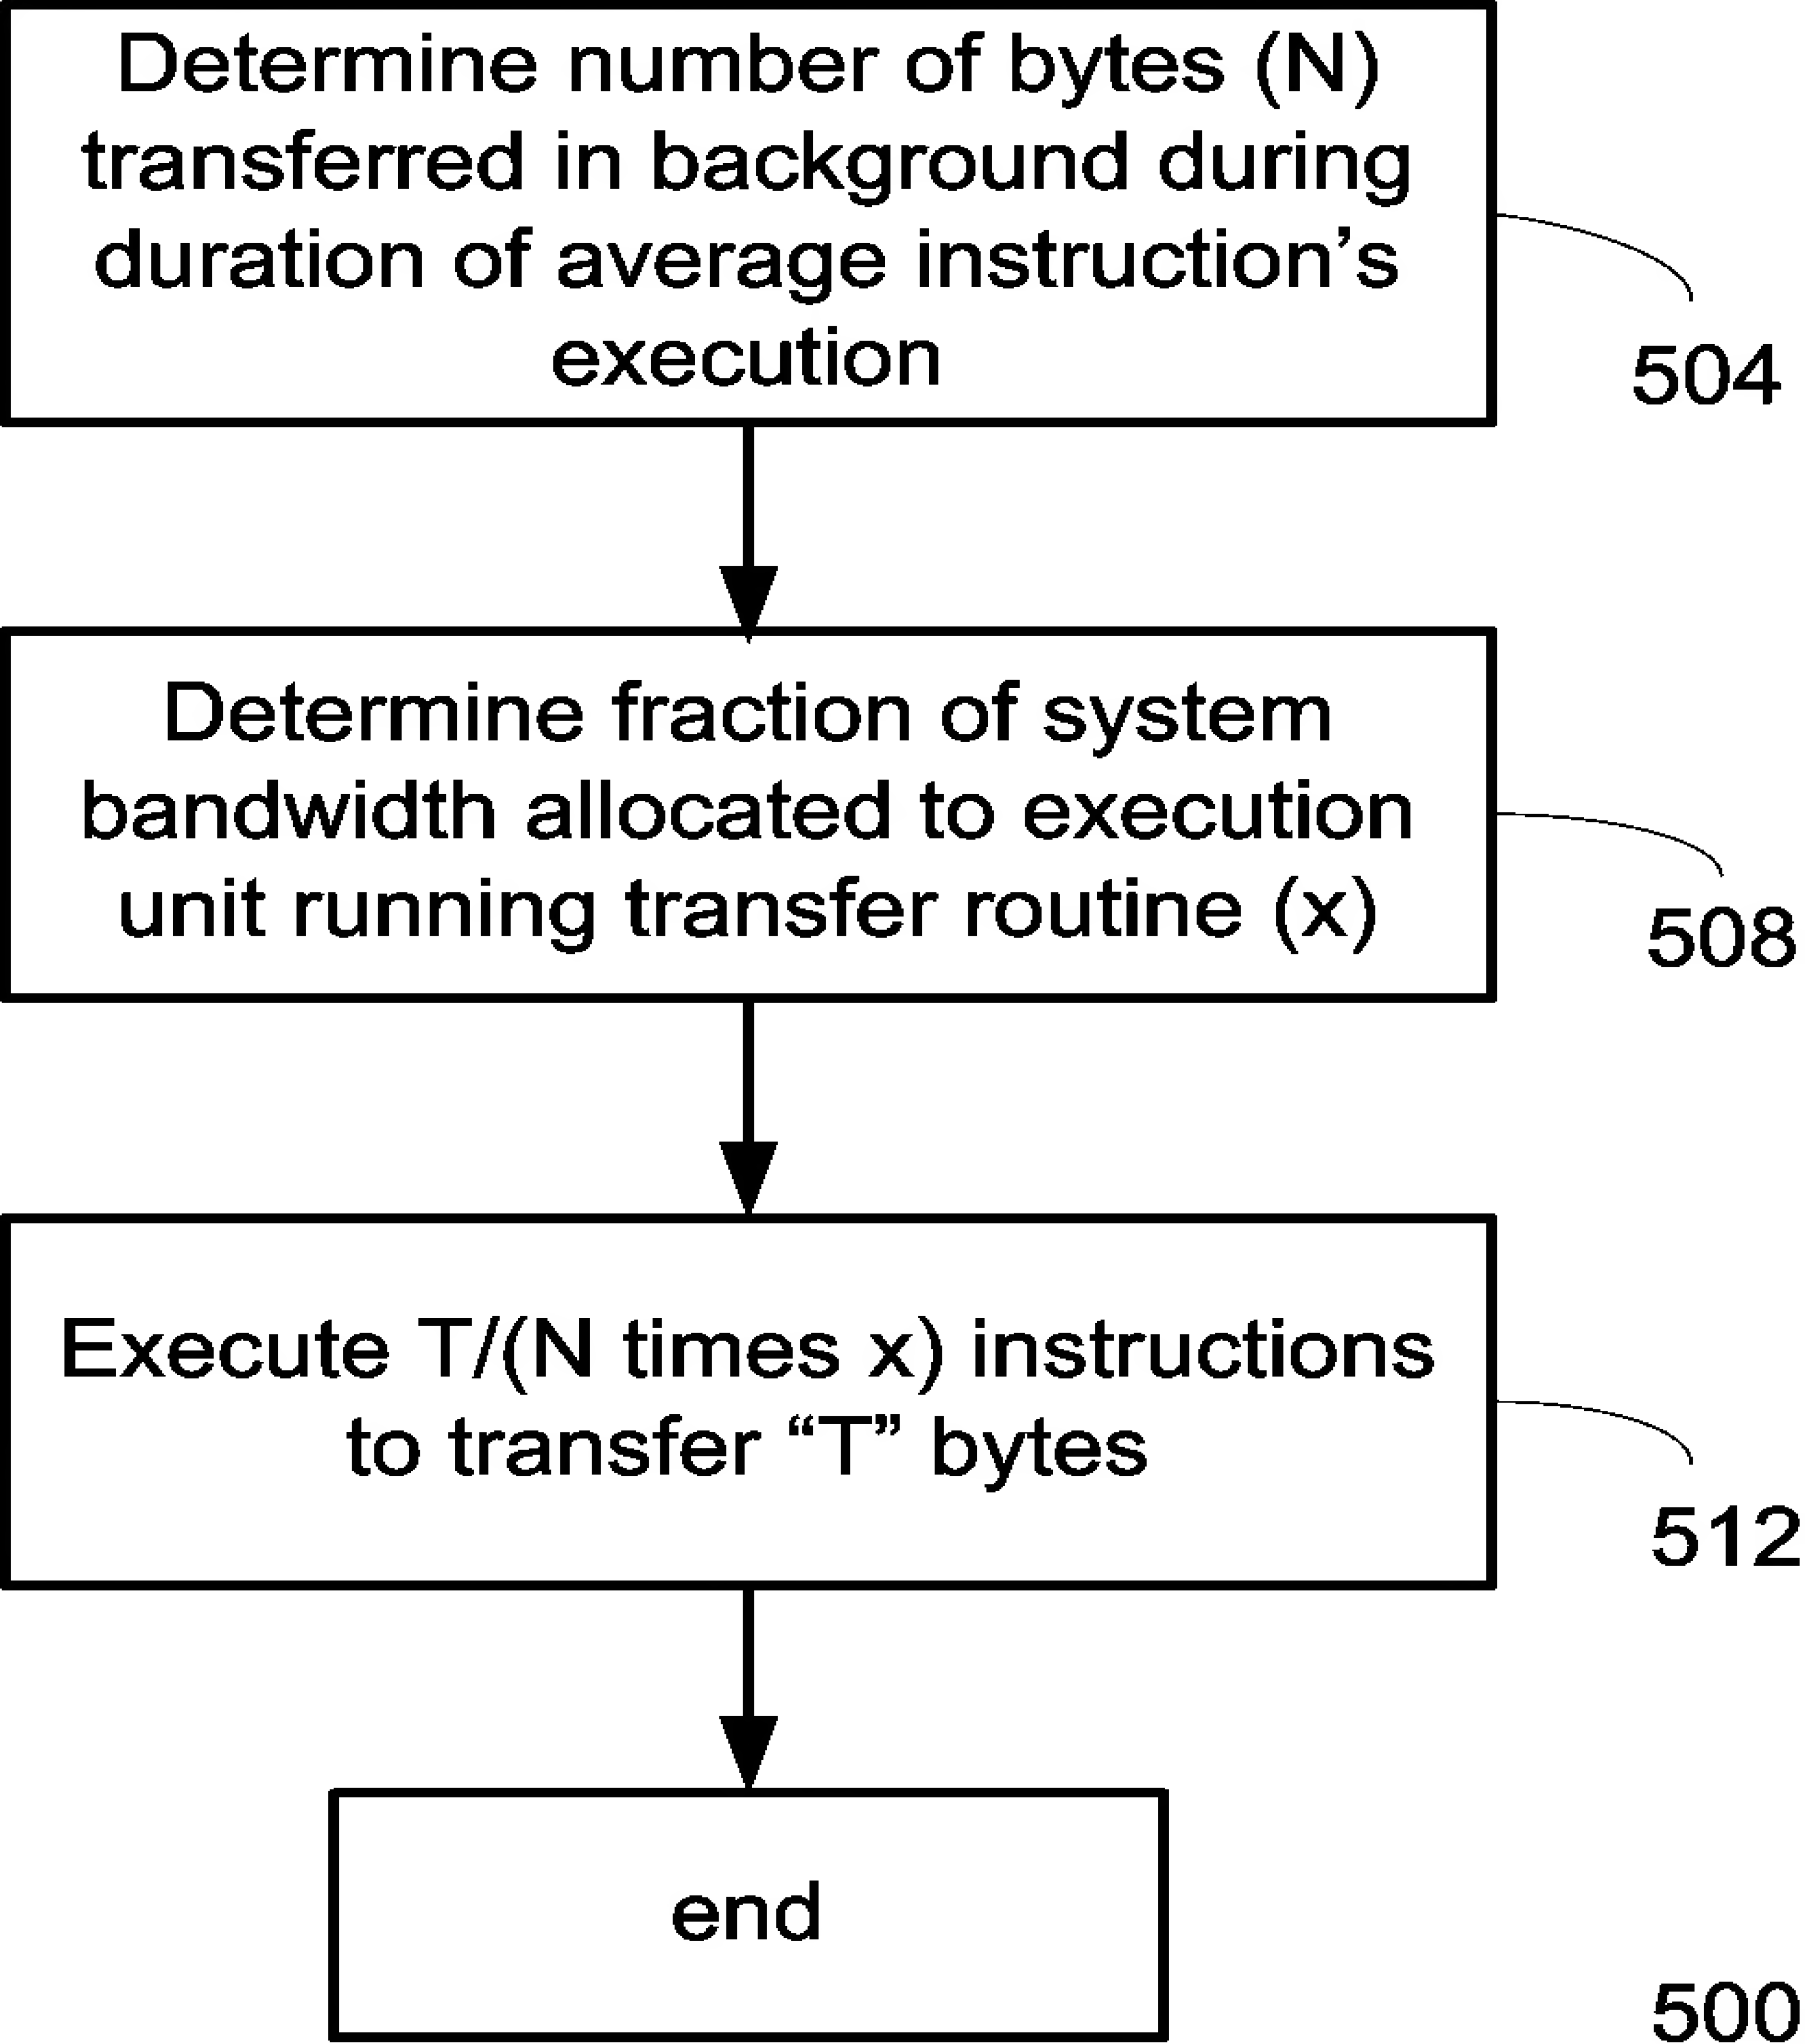 Determine number of bytes (N)
transferred in background during
duration of average instruction’s
execution
504
Determine fraction of system
bandwidth allocated to execution
unit running transfer routine (x)
508
Execute T/(N times x) instructions
to transfer “T” bytes
512
end
500